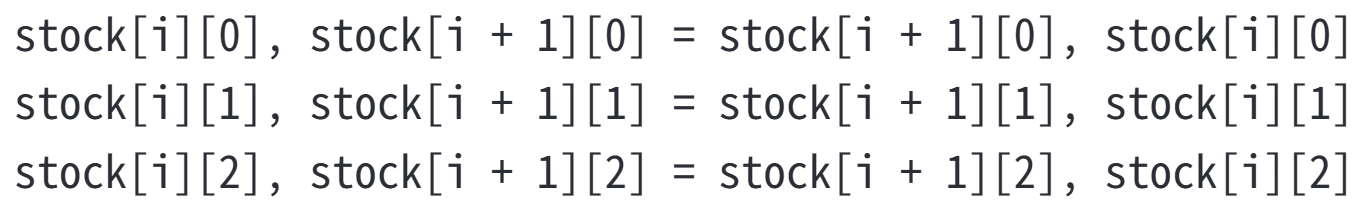 stock[i][0], stock[i + 1][0] = stock[i + 1][0], stock[i][0]
stock[i][1], stock[i + 1][1] = stock[i + 1][1], stock[i][1]
stock[i][2], stock[i + 1][2] = stock[i + 1][2], stock[i][2]